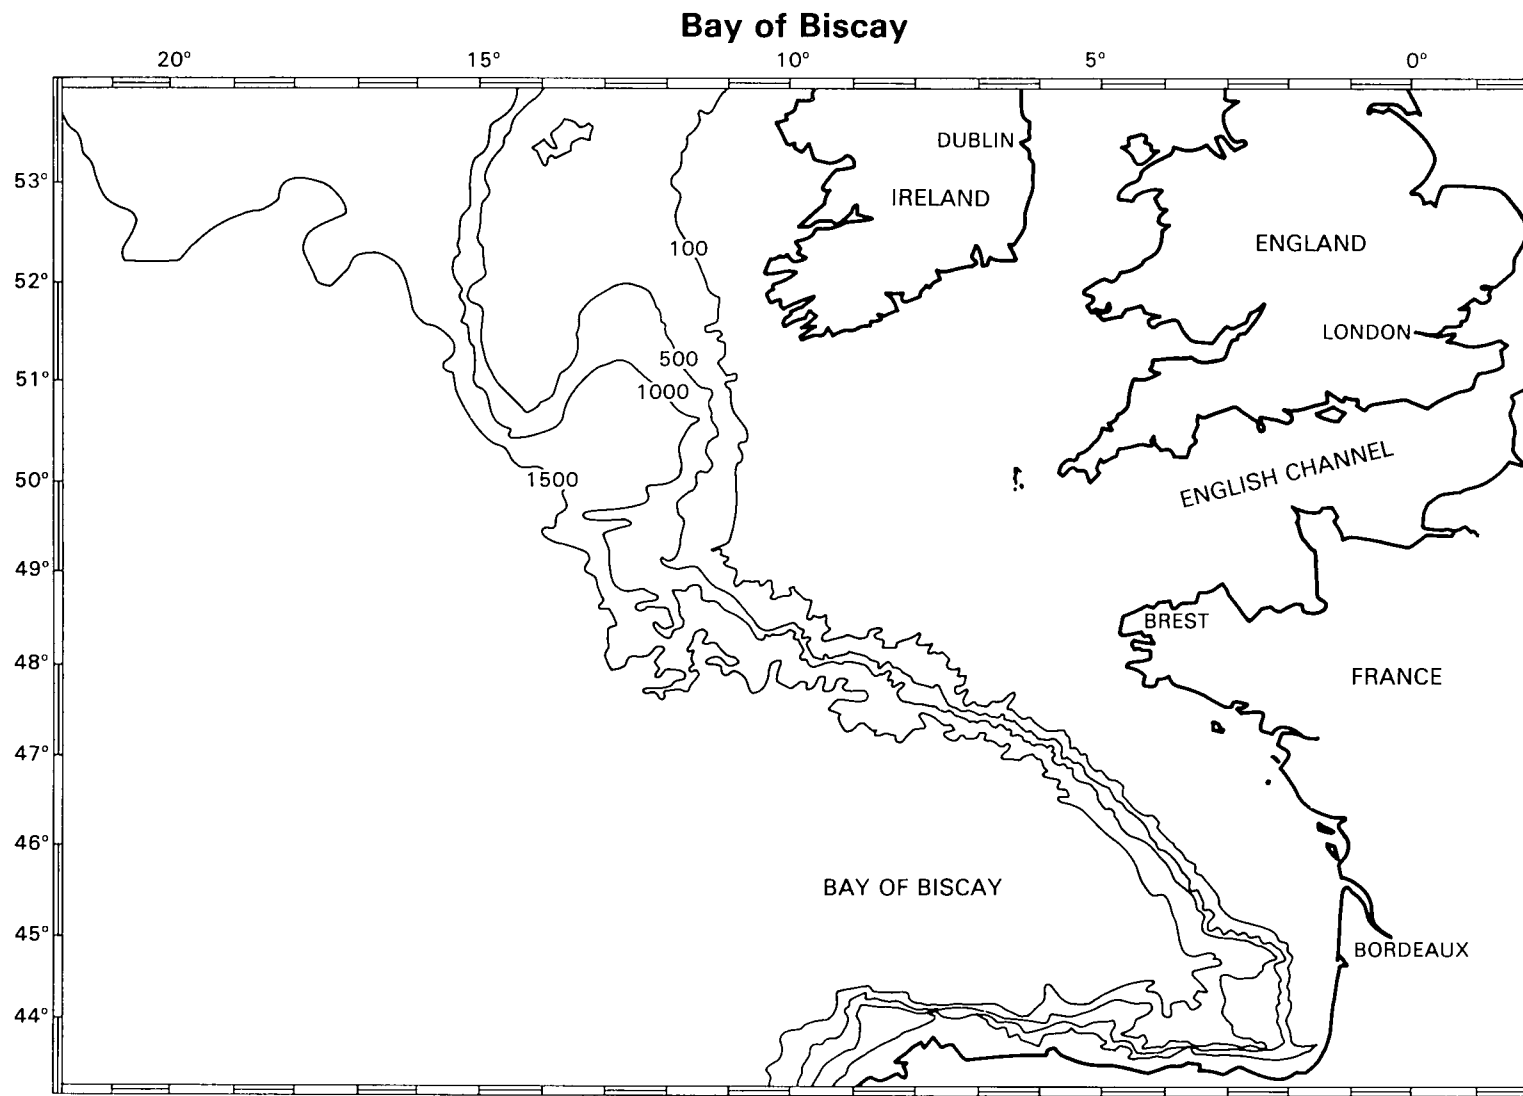 Bay of Biscay
20° 15° 10° 5° 0°
DUBLIN
53°
IRELAND
ENGLAND
100
52°
LONDON
500
51°
1000
ENGLISH CHANNEL
50°
1500
49°
BREST
48°
FRANCE
47°
46°
BAY OF BISCAY
45°
BORDEAUX
44°